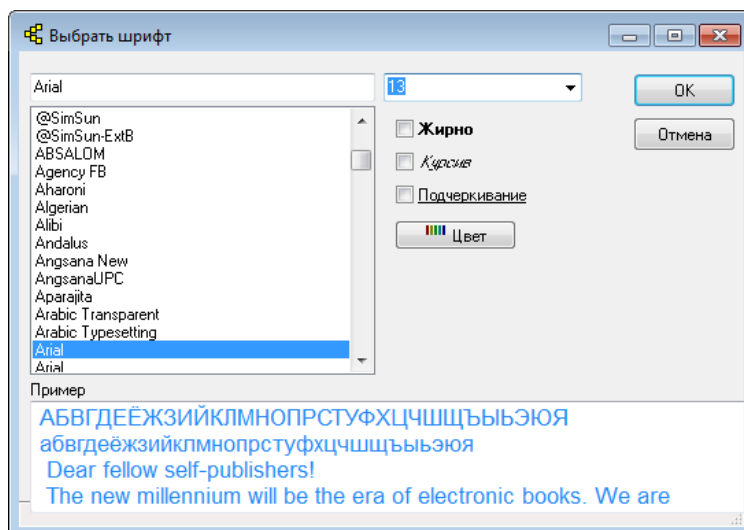 Выбрать шрифт
Arial
13
OK
@SimSun
@SimSun-ExtB
ABSALOM
Agency FB
Aharoni
Algerian
Alibi
Andalus
Angsana New
AngsanaUPC
Aparajita
Arabic Transparent
Arabic Typesetting
Arial
Arial
Жирно
Курсив
Подчеркивание
Цвет
Отмена
Пример
АБВГДЕЁЖЗИЙКЛМНОПРСТУФХЦЧШЩЪЫЬЭЮЯ
абвгдеёжзийклмнопрстуфхцчшщъыьэюя
Dear fellow self-publishers!
The new millennium will be the era of electronic books. We are